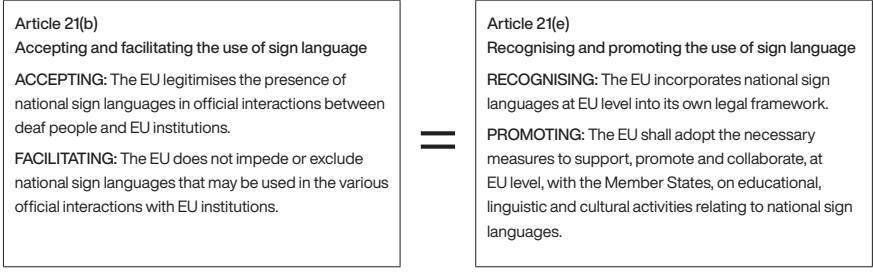 Article 21(b)
Accepting and facilitating the use of sign language
ACCEPTING: The EU legitimises the presence of
national sign languages in official interactions between
deaf people and EU institutions.
FACILITATING: The EU does not impede or exclude
national sign languages that may be used in the various
official interactions with EU institutions.
=
Article 21(e)
Recognising and promoting the use of sign language
RECOGNISING: The EU incorporates national sign
languages at EU level into its own legal framework.
PROMOTING: The EU shall adopt the necessary
measures to support, promote and collaborate, at
EU level, with the Member States, on educational,
linguistic and cultural activities relating to national sign
languages.